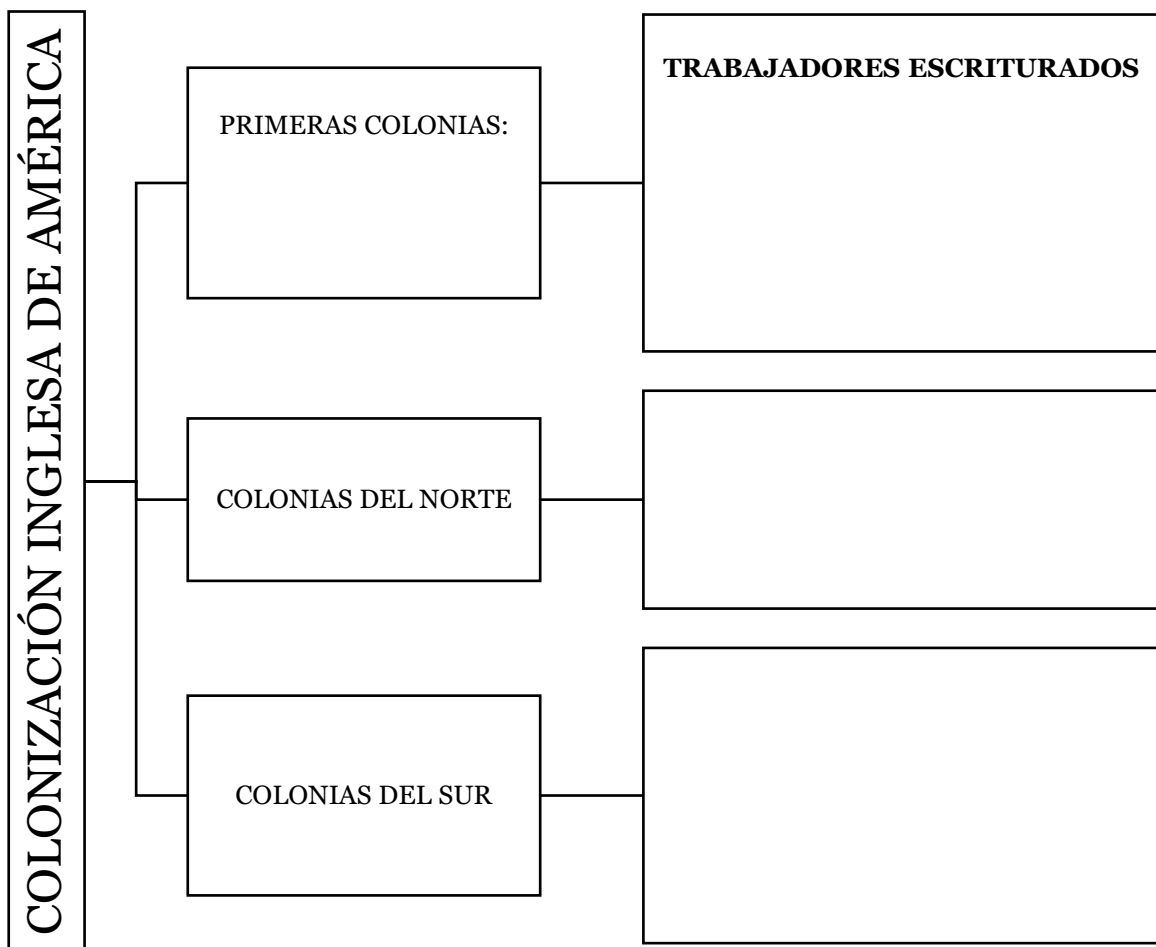 COLONIZACIÓN INGLESA DE AMÉRICA
PRIMERAS COLONIAS:
TRABAJADORES ESCRITURADOS
COLONIAS DEL NORTE
COLONIAS DEL SUR